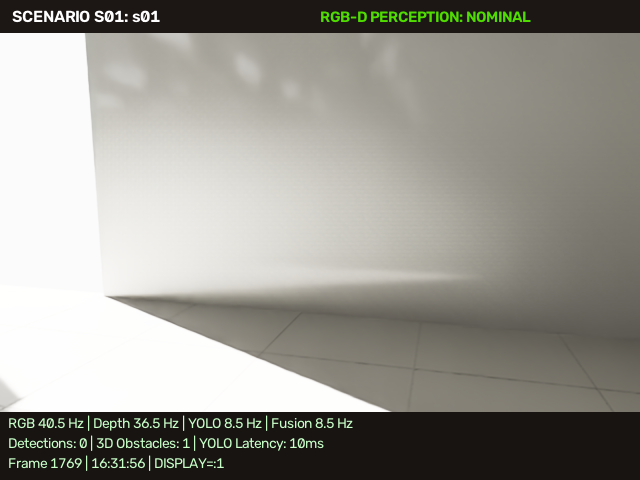 SCENARIO S01: s01
RGB-D PERCEPTION: NOMINAL
RGB 40.5 Hz | Depth 36.5 Hz | YOLO 8.5 Hz | Fusion 8.5 Hz
Detections: 0 | 3D Obstacles: 1 | YOLO Latency: 10ms
Frame 1769 | 16:31:56 | DISPLAY=:1